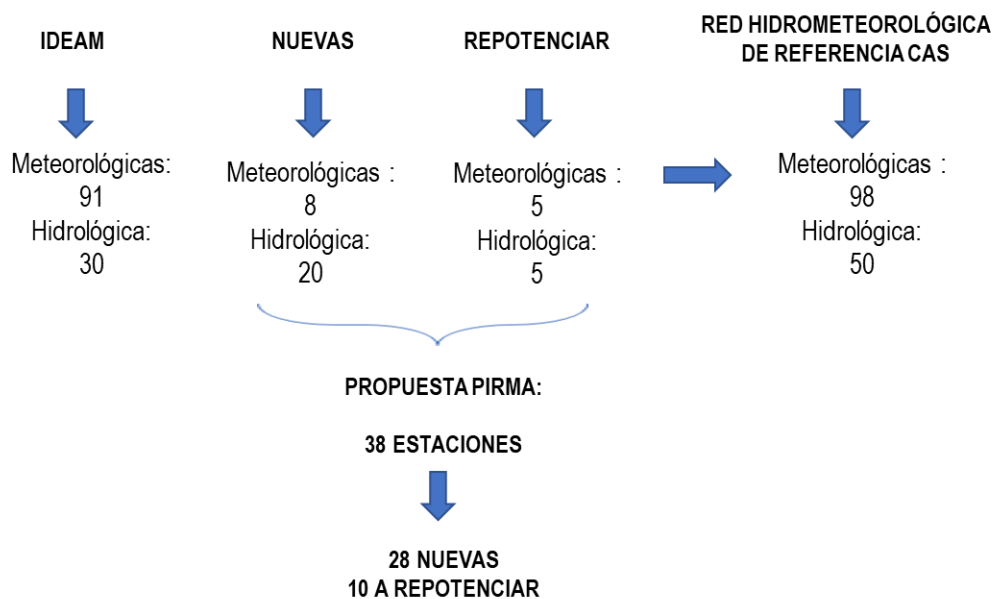 IDEAM
Meteorológicas:
91
Hidrológica:
30
NUEVAS
Meteorológicas :
8
Hidrológica:
20
REPOTENCIAR
Meteorológicas :
5
Hidrológica:
5
RED HIDROMETEOROLÓGICA
DE REFERENCIA CAS
Meteorológicas :
98
Hidrológica:
50
PROPUESTA PIRMA:
38 ESTACIONES
28 NUEVAS
10 A REPOTENCIAR